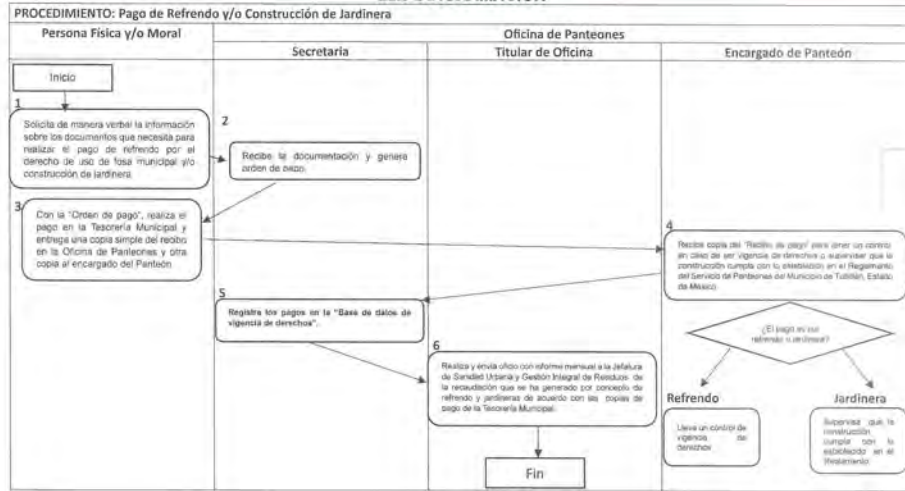 PROCEDIMIENTO: Pago de Refrendo y/o Construcción de Jardinera
Persona Física y/o Moral
Oficina de Panteones
Secretaria
Titular de Oficina
Encargado de Panteón
Inicio
1
Solicita de manera verbal la información
sobre los documentos que necesita para
realizar el pago de refrendo por el
derecho de uso de fosa municipal y/o
construcción de jardinera
2
Recibe la documentación y genera
orden de pago.
3
Con la "Orden de pago", realiza el
pago en la Tesorería Municipal y
entrega una copia simple del recibo
en la Oficina de Panteones y otra
copia al encargado del Panteón.
4
Recibe copia del "Recibo de pago" para tener un control
en caso de ser vigencia de derechos o supervisar que la
construcción cumpla con lo establecido en el Reglamento
del Servicio de Panteones del Municipio de Tultitlán, Estado
de México.
5
Registra los pagos en la "Base de datos de
vigencia de derechos".
¿El pago es por
refrendo o jardinera?
6
Realiza y envía oficio con informe mensual a la Jefatura
de Sanidad Urbana y Gestión Integral de Residuos de
la recaudación que se ha generado por concepto de
refrendo y jardineras de acuerdo con las copias de
pago de la Tesorería Municipal.
Refrendo
Jardinera
Lleva un control de
vigencia de
derechos
Supervisa que la
construcción
cumpla con lo
establecido en el
Reglamento
Fin